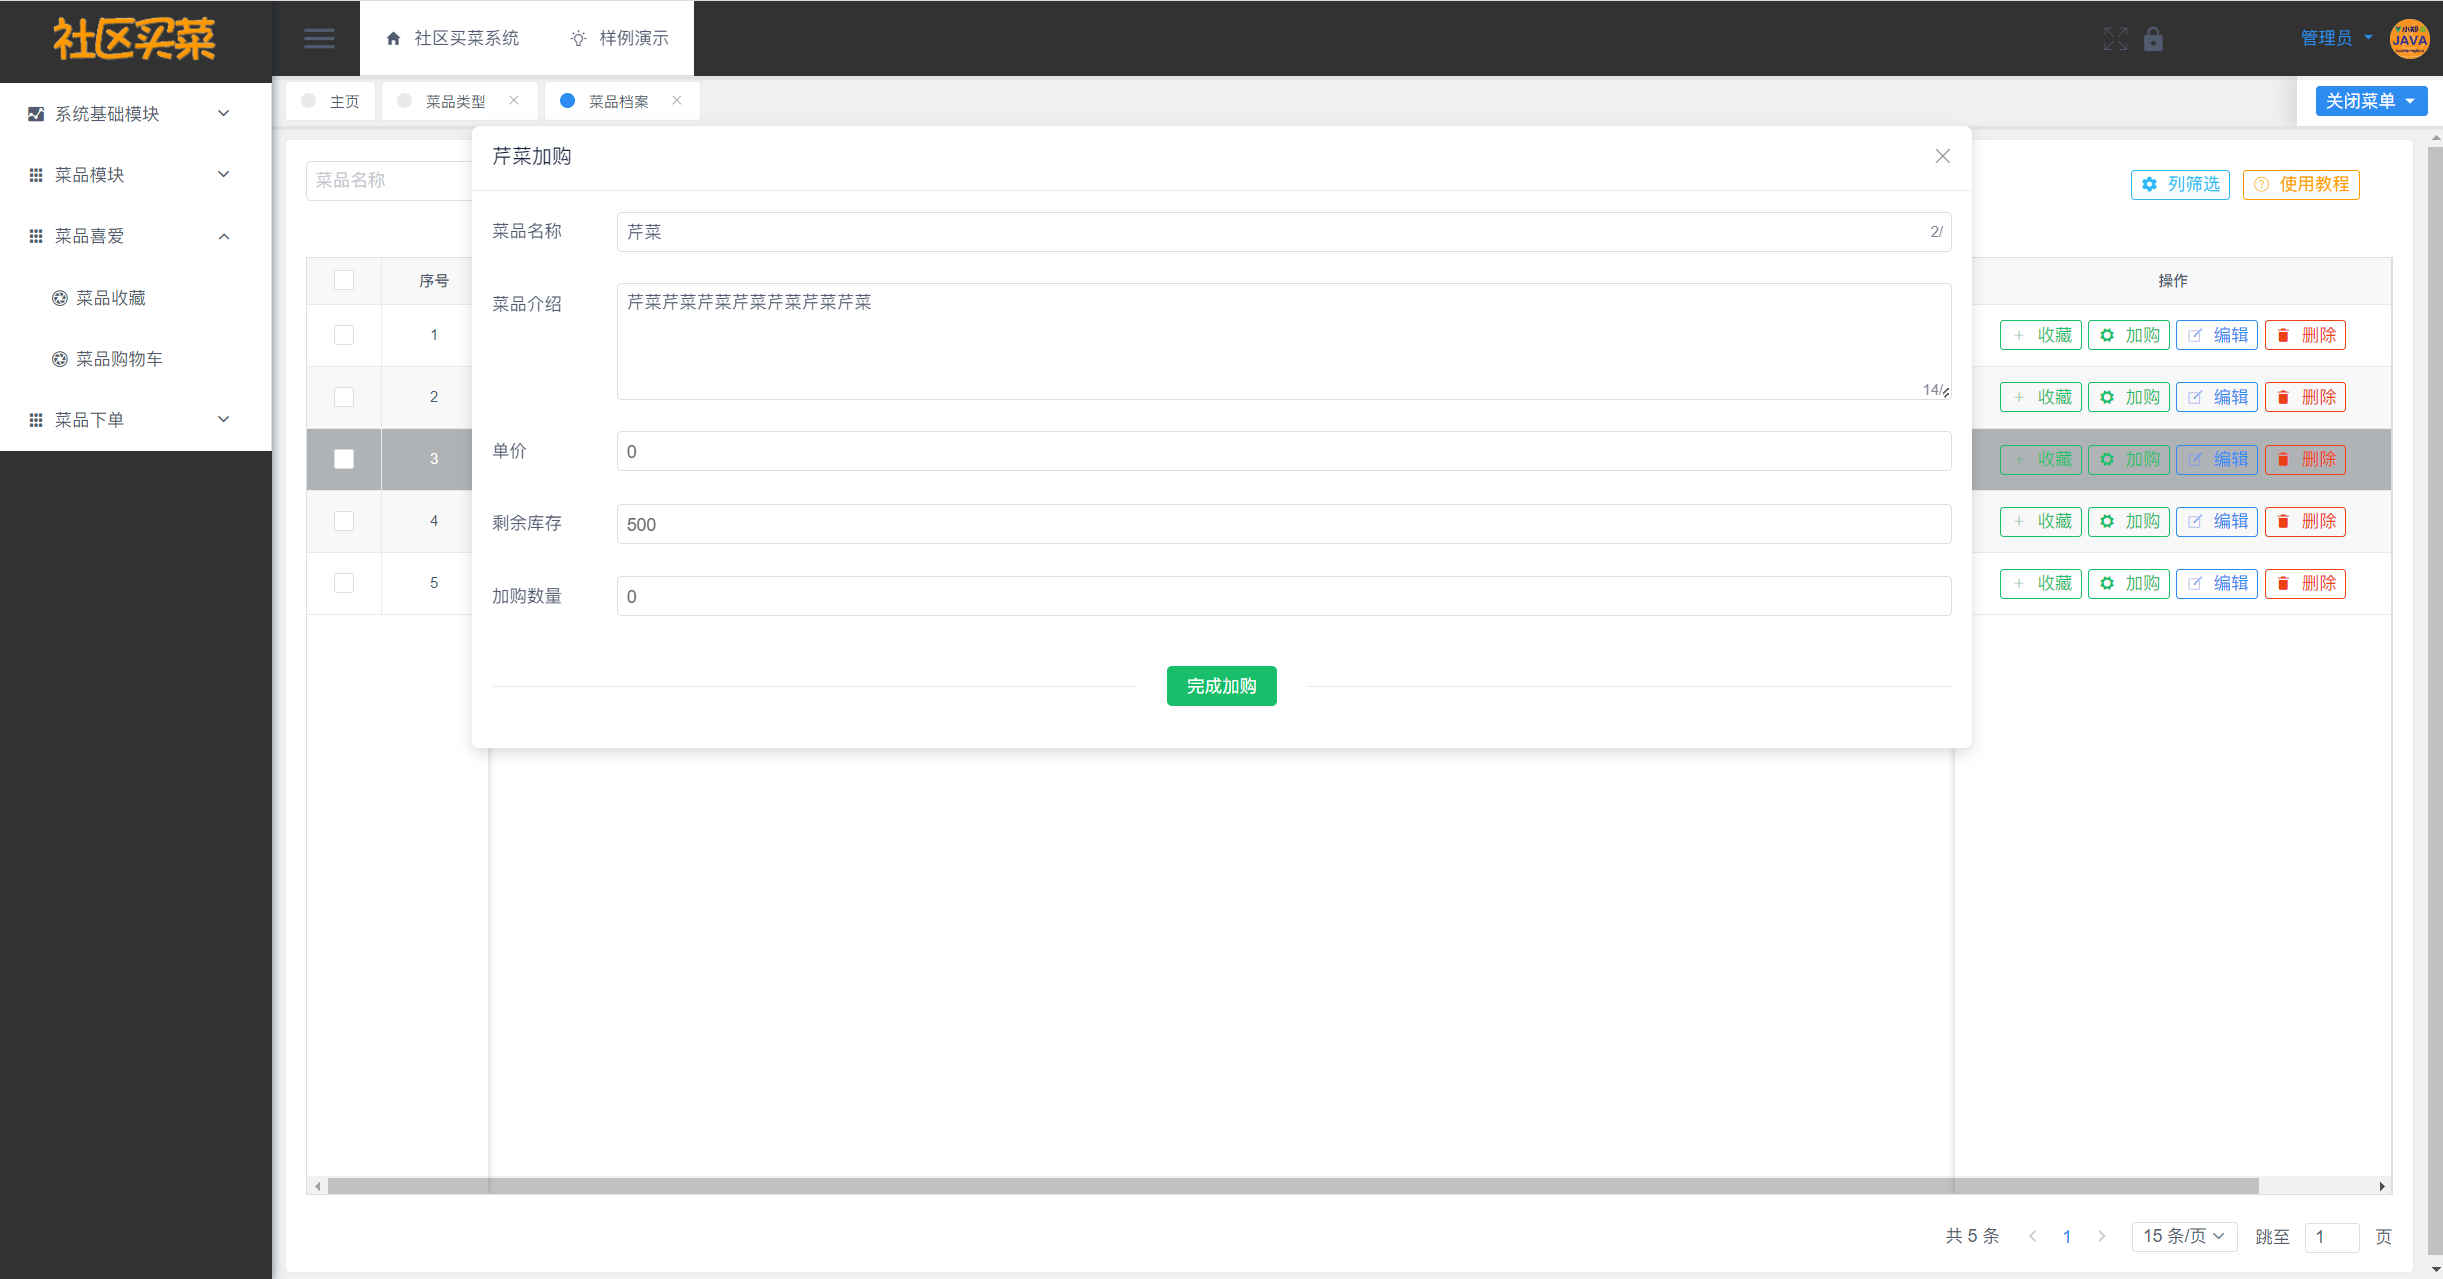 社区买菜
社区买菜系统
样例演示
管理员
小郑
JAVA
主页
菜品类型
菜品档案
关闭菜单
系统基础模块
菜品模块
菜品喜爱
菜品收藏
菜品购物车
菜品下单
菜品名称
列筛选
使用教程
芹菜加购
菜品名称
芹菜
2/
菜品介绍
芹菜芹菜芹菜芹菜芹菜芹菜芹菜
14/
单价
0
剩余库存
500
加购数量
0
完成加购
序号
操作
1
收藏 加购 编辑 删除
2
收藏 加购 编辑 删除
3
收藏 加购 编辑 删除
4
收藏 加购 编辑 删除
5
收藏 加购 编辑 删除
共 5 条
1
15 条/页
跳至
1
页